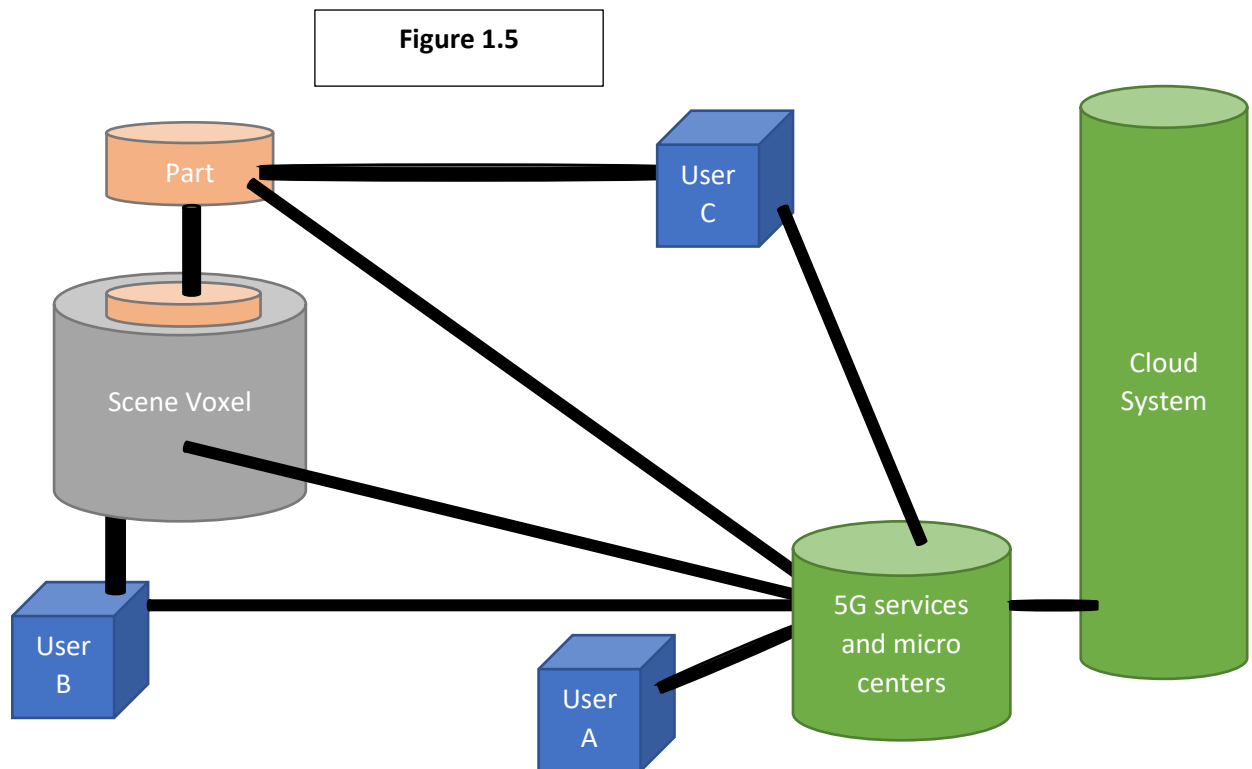 Figure 1.5
Part
User
C
Scene Voxel
Cloud
System
5G services
and micro
centers
User
B
User
A